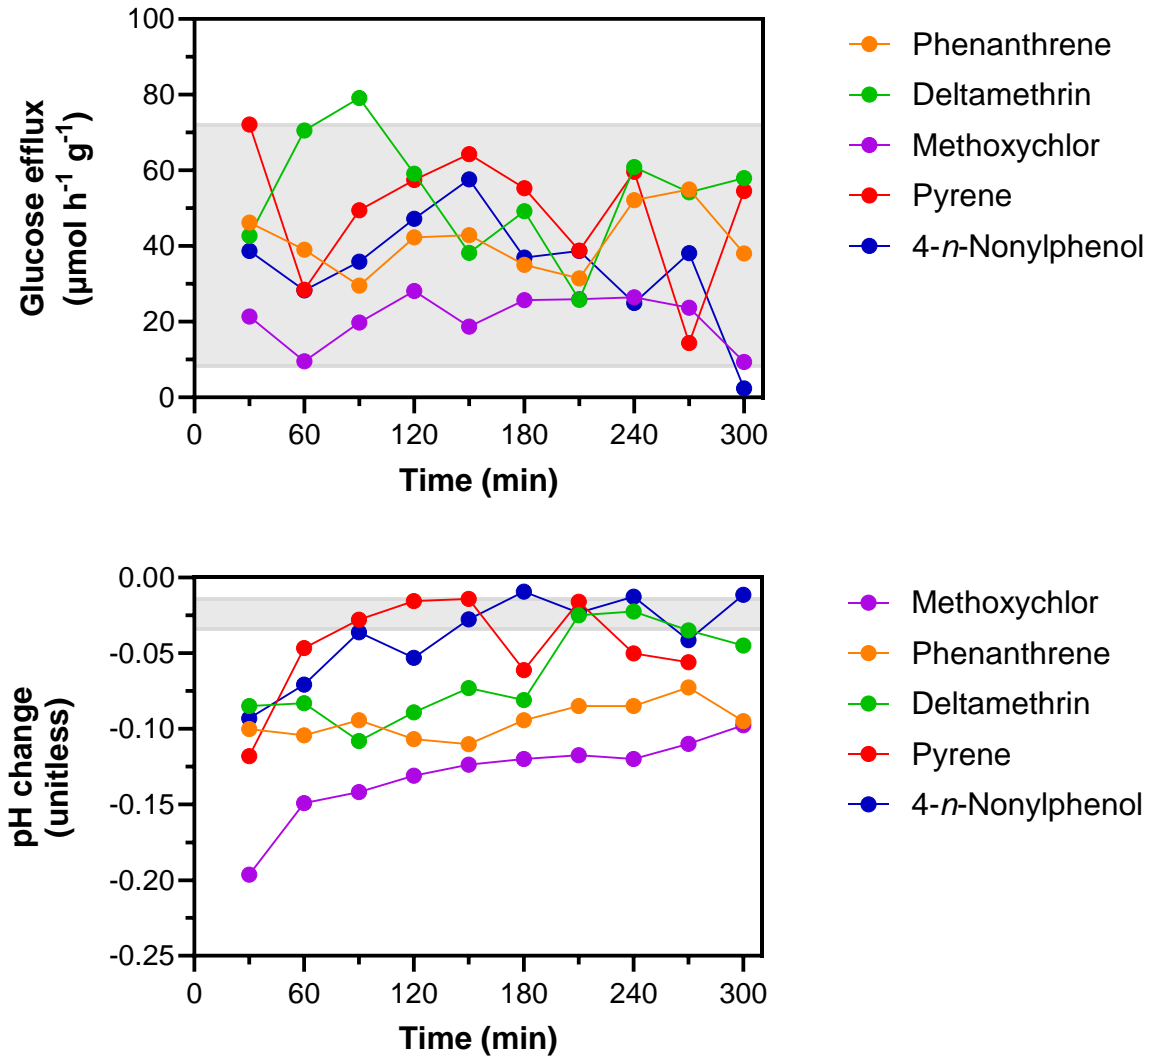 100
80
60
40
20
0
Glucose efflux
(µmol h⁻¹ g⁻¹)
0 60 120 180 240 300
Time (min)
Phenanthrene
Deltamethrin
Methoxychlor
Pyrene
4-n-Nonylphenol
0.00
-0.05
-0.10
-0.15
-0.20
-0.25
pH change
(unitless)
0 60 120 180 240 300
Time (min)
Methoxychlor
Phenanthrene
Deltamethrin
Pyrene
4-n-Nonylphenol